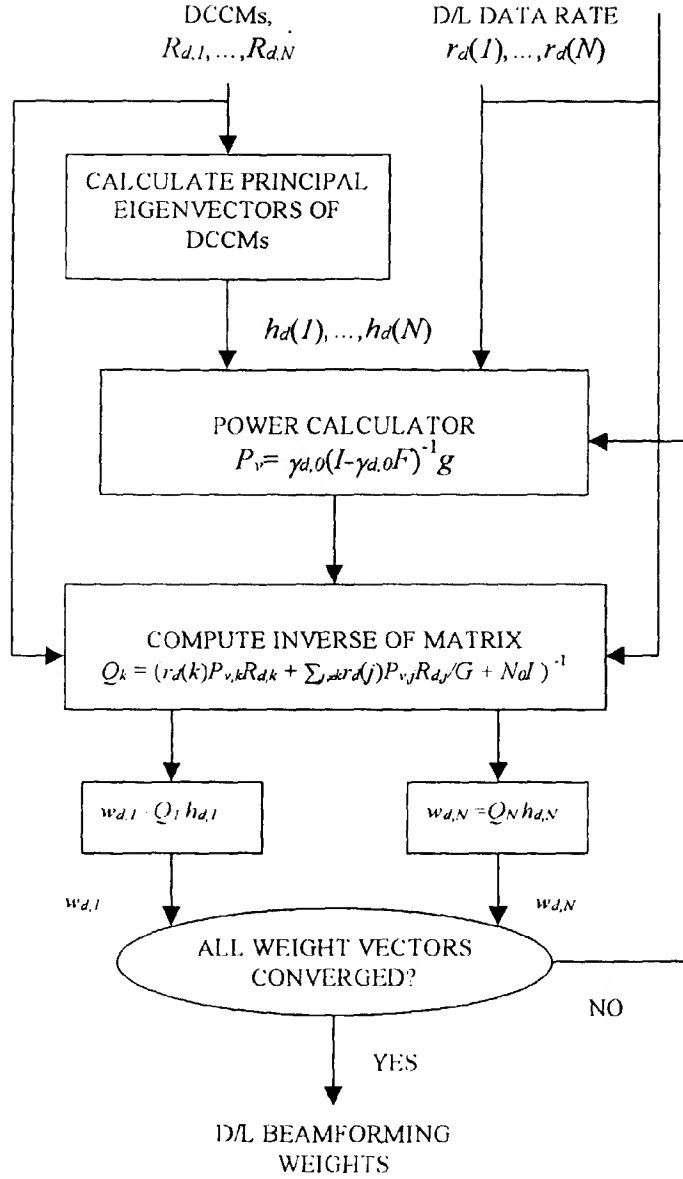 DCCMs,
R_{d,1},...,R_{d,N}
D/L DATA RATE
r_d(1),...,r_d(N)
CALCULATE PRINCIPAL
EIGENVECTORS OF
DCCMs
h_d(1),...,h_d(N)
POWER CALCULATOR
P_v= γ_{d,0}(I-γ_{d,0}F)^{-1}g
COMPUTE INVERSE OF MATRIX
Q_k = (r_d(k)P_{v,k}R_{d,k} + ∑_{j≠k}r_d(j)P_{v,j}R_{d,j}/G + N_0I )^{-1}
w_{d,1} = Q_1 h_{d,1}
w_{d,N} = Q_N h_{d,N}
w_{d,1}
w_{d,N}
ALL WEIGHT VECTORS
CONVERGED?
NO
YES
D/L BEAMFORMING
WEIGHTS